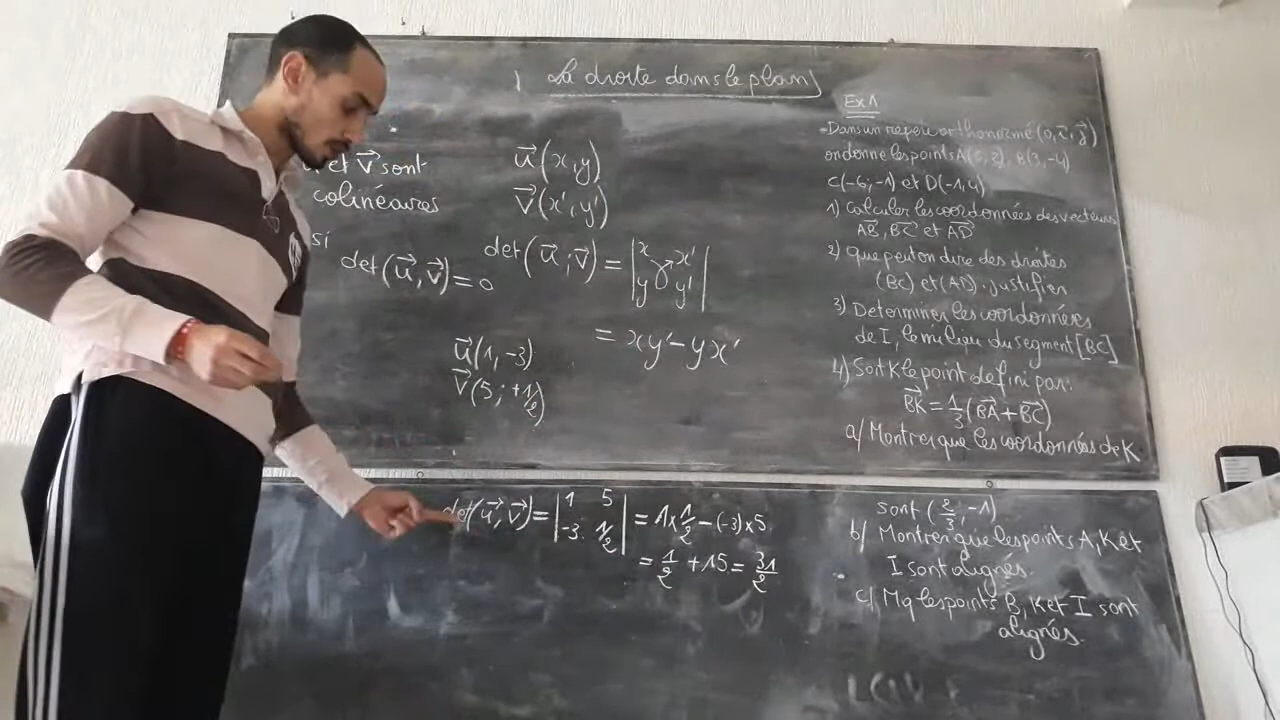 La droite dans le plan
et v⃗ sont
colinéaires
si
det(u⃗, v⃗) = 0
u⃗(x, y)
v⃗(x', y')
det(u⃗; v⃗) = |x x'|
|y y'|
= xy' - yx'
u⃗(1, -3)
v⃗(5; +1/2)
det(u⃗, v⃗) = |1 5| = 1 × 1/2 - (-3) × 5
|-3 1/2|
= 1/2 + 15 = 31/2
Ex 1
Dans un repère orthonormé (O, i⃗, j⃗)
on donne les points A(5, 2), B(3, -4)
C(-6; -1) et D(-1, 4)
1) Calculer les coordonnées des vecteurs
AB⃗, BC⃗ et AD⃗
2) Que peut on dire des droites
(BC) et (AD). Justifier
3) Determiner les coordonnées
de I, le milieu du segment [BC]
4) Soit K le point defini par:
BK⃗ = 1/3 (BA⃗ + BC⃗)
a/ Montrer que les coordonnées de K
sont (2/3, -1)
b/ Montrer que les points A, K et
I sont alignés.
c/ Mq les points B, K et I sont
alignés.